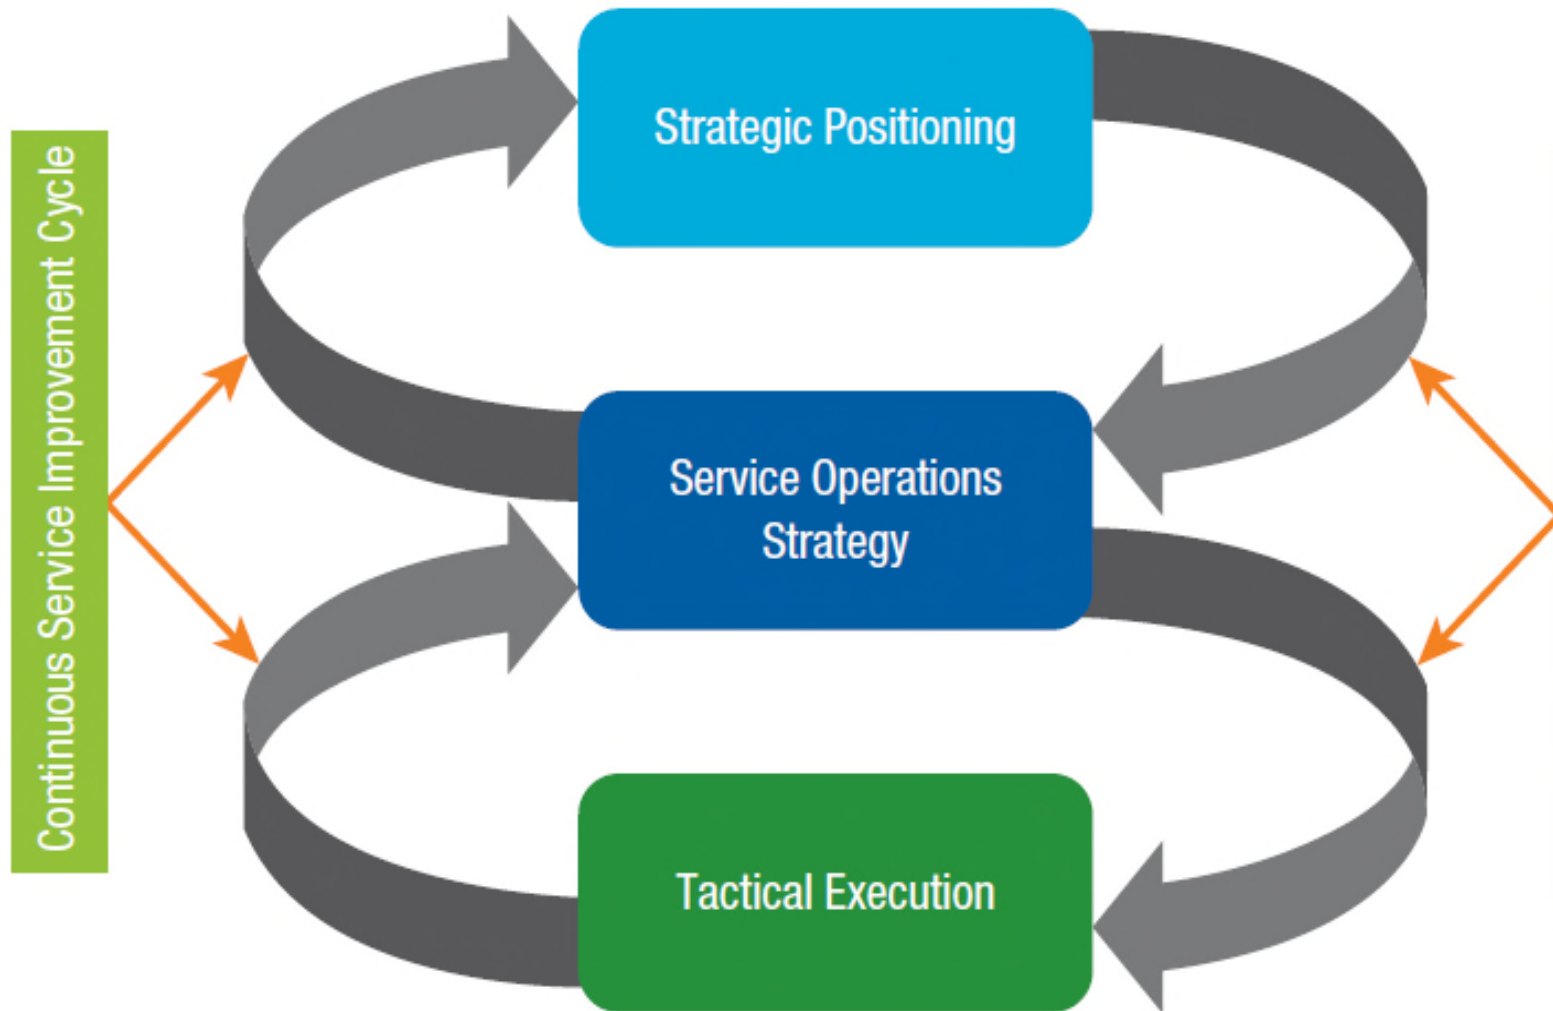 Continuous Service Improvement Cycle
Strategic Positioning
Service Operations
Strategy
Tactical Execution